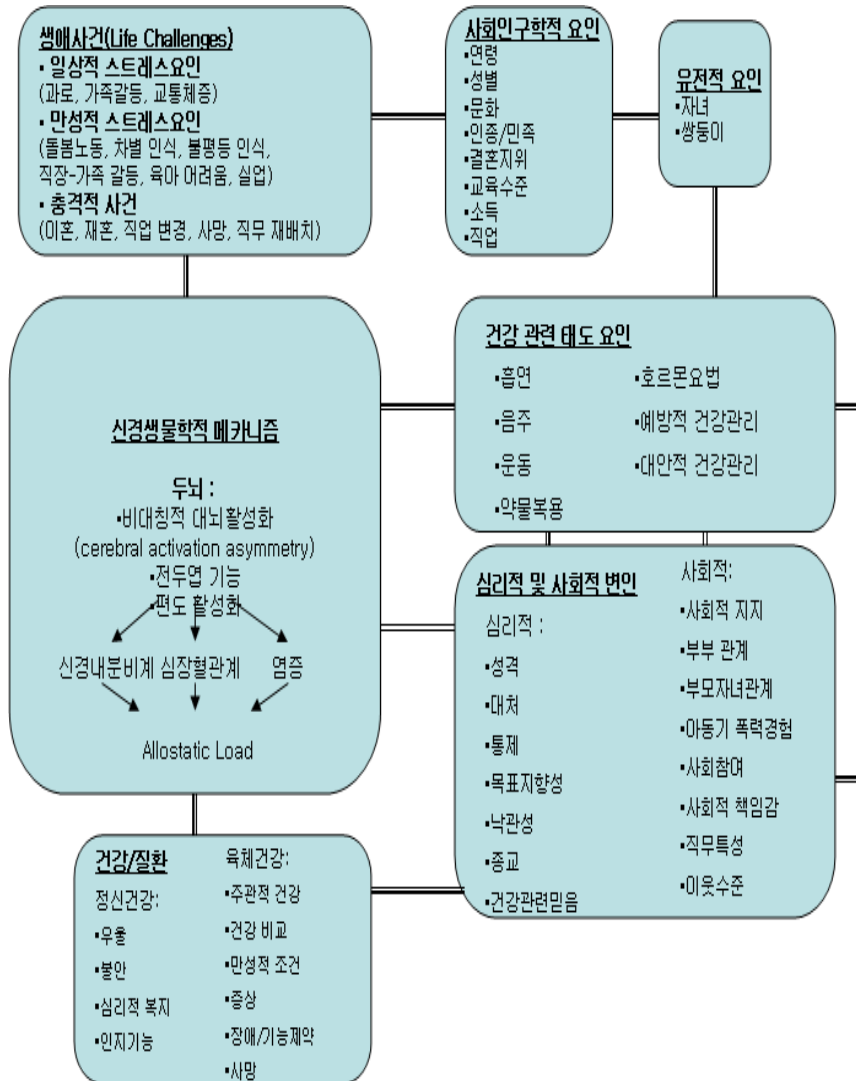 생애사건(Life Challenges)
▪ 일상적 스트레스요인
(과로, 가족갈등, 교통체증)
▪ 만성적 스트레스요인
(돌봄노동, 차별 인식, 불평등 인식,
직장-가족 갈등, 육아 어려움, 실업)
▪ 충격적 사건
(이혼, 재혼, 직업 변경, 사망, 직무 재배치)
사회인구학적 요인
▪연령
▪성별
▪문화
▪인종/민족
▪결혼지위
▪교육수준
▪소득
▪직업
유전적 요인
▪자녀
▪쌍둥이
신경생물학적 메카니즘
두뇌 :
▪비대칭적 대뇌활성화
(cerebral activation asymmetry)
▪전두엽 기능
▪편도 활성화
신경내분비계 심장혈관계 염증
Allostatic Load
건강 관련 태도 요인
▪흡연
▪음주
▪운동
▪약물복용
▪호르몬요법
▪예방적 건강관리
▪대안적 건강관리
심리적 및 사회적 변인
심리적 :
▪성격
▪대처
▪통제
▪목표지향성
▪낙관성
▪종교
▪건강관련믿음
사회적:
▪사회적 지지
▪부부 관계
▪부모자녀관계
▪아동기 폭력경험
▪사회참여
▪사회적 책임감
▪직무특성
▪이웃수준
건강/질환
정신건강:
▪우울
▪불안
▪심리적 복지
▪인지기능
육체건강:
▪주관적 건강
▪건강 비교
▪만성적 조건
▪증상
▪장애/기능제약
▪사망